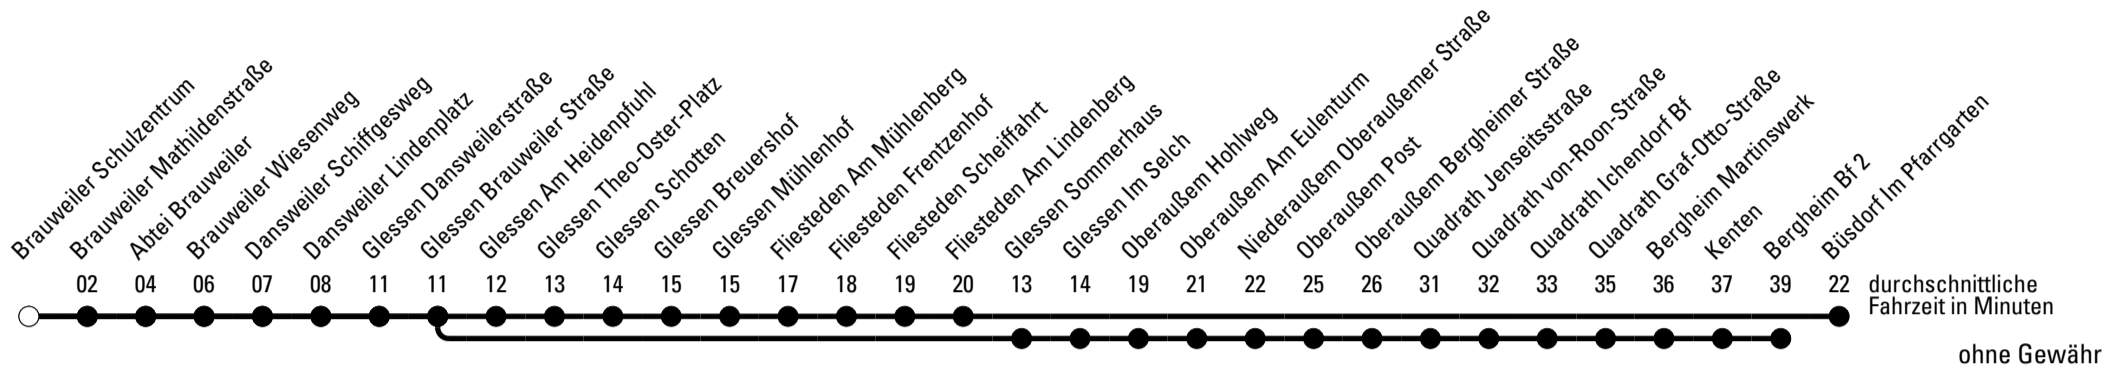 Brauweiler Schulzentrum
Brauweiler Mathildenstraße
Abtei Brauweiler
Brauweiler Wiesenweg
Dansweiler Schiffgesweg
Dansweiler Lindenplatz
Glessen Dansweilerstraße
Glessen Brauweiler Straße
Glessen Am Heidenpfuhl
Glessen Theo-Oster-Platz
Glessen Schotten
Glessen Breuershof
Glessen Mühlenhof
Fliesteden Am Mühlenberg
Fliesteden Frentzenhof
Fliesteden Scheiffahrt
Fliesteden Am Lindenberg
Glessen Sommerhaus
Glessen Im Selch
Oberaußem Hohlweg
Oberaußem Am Eulenturm
Niederaußem Oberaußemer Straße
Oberaußem Post
Oberaußem Bergheimer Straße
Quadrath Jenseitsstraße
Quadrath von-Roon-Straße
Quadrath Ichendorf Bf
Quadrath Graf-Otto-Straße
Bergheim Martinswerk
Kenten
Bergheim Bf 2
Büsdorf Im Pfarrgarten
02 04 06 07 08 11 11 12 13 14 15 15 17 18 19 20 13 14 19 21 22 25 26 31 32 33 35 36 37 39 22 durchschnittliche
Fahrzeit in Minuten
ohne Gewähr